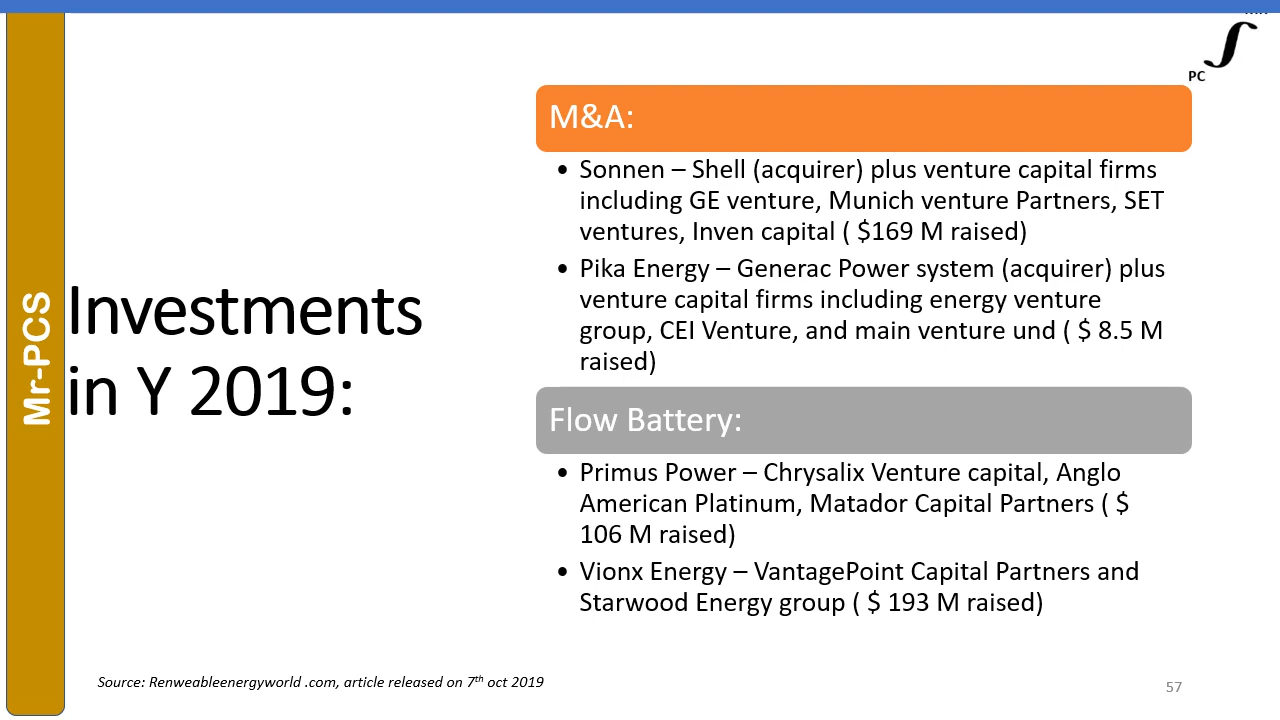 PC
Mr-PCS
Investments
in Y 2019:
M&A:
• Sonnen – Shell (acquirer) plus venture capital firms
including GE venture, Munich venture Partners, SET
ventures, Inven capital ( $169 M raised)
• Pika Energy – Generac Power system (acquirer) plus
venture capital firms including energy venture
group, CEI Venture, and main venture und ( $ 8.5 M
raised)
Flow Battery:
• Primus Power – Chrysalix Venture capital, Anglo
American Platinum, Matador Capital Partners ( $
106 M raised)
• Vionx Energy – VantagePoint Capital Partners and
Starwood Energy group ( $ 193 M raised)
Source: Renweableenergyworld .com, article released on 7th oct 2019
57